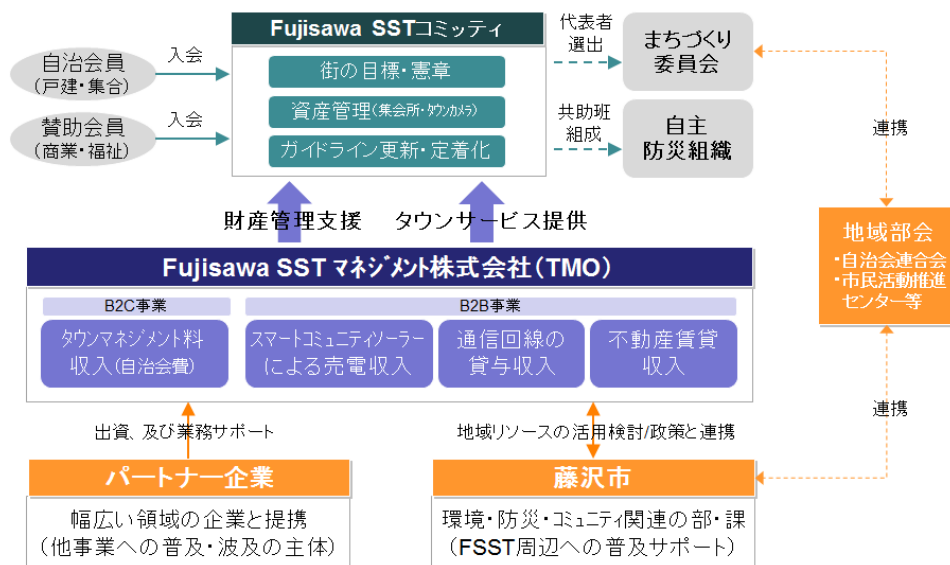 Fujisawa SSTコミッティ
街の目標・憲章
資産管理(集会所・タウンカメラ)
ガイドライン更新・定着化
自治会員
(戸建・集合)
入会
賛助会員
(商業・福祉)
入会
代表者
選出
まちづくり
委員会
共助班
組成
自主
防災組織
連携
地域部会
・自治会連合会
・市民活動推進
センター等
連携
財産管理支援
タウンサービス提供
Fujisawa SST マネジメント株式会社(TMO)
B2C事業
B2B事業
タウンマネジメント料
収入(自治会費)
スマートコミュニティソーラー
による売電収入
通信回線の
貸与収入
不動産賃貸
収入
出資、及び業務サポート
地域リソースの活用検討/政策と連携
パートナー企業
幅広い領域の企業と提携
(他事業への普及・波及の主体)
藤沢市
環境・防災・コミュニティ関連の部・課
(FSST周辺への普及サポート)